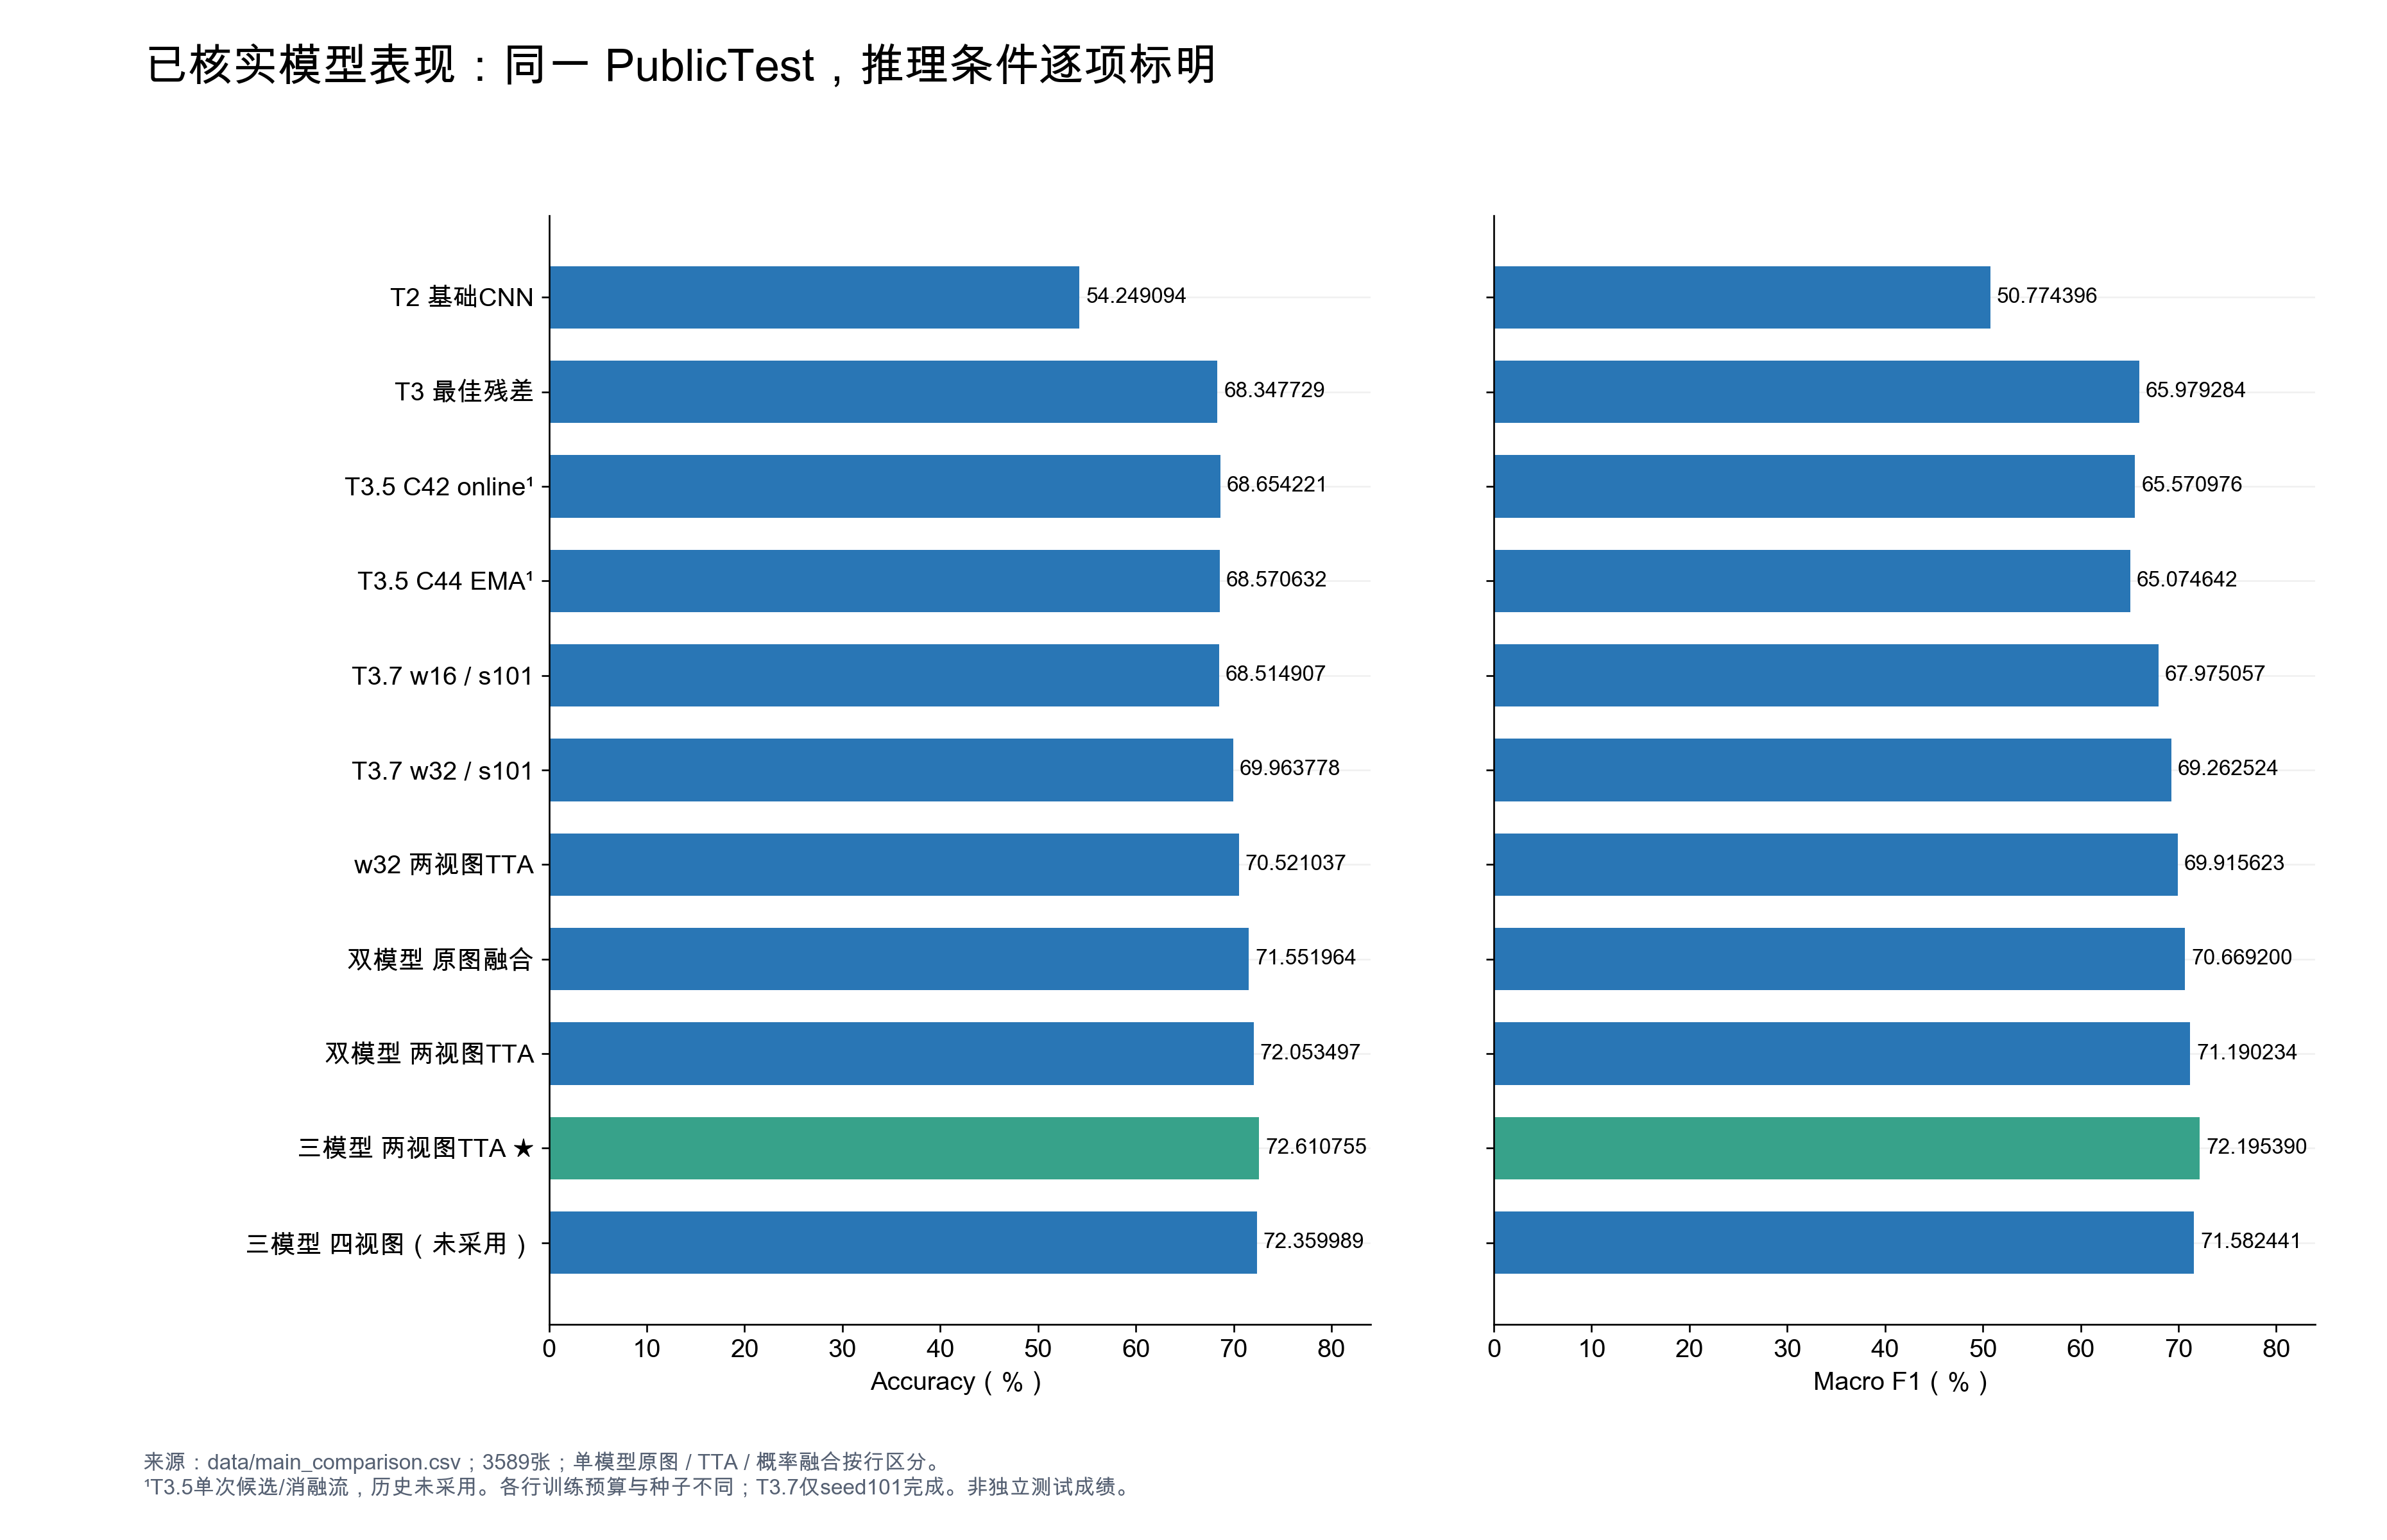 已核实模型表现：同一 PublicTest，推理条件逐项标明
T2 基础CNN 54.249094 50.774396
T3 最佳残差 68.347729 65.979284
T3.5 C42 online¹ 68.654221 65.570976
T3.5 C44 EMA¹ 68.570632 65.074642
T3.7 w16 / s101 68.514907 67.975057
T3.7 w32 / s101 69.963778 69.262524
w32 两视图TTA 70.521037 69.915623
双模型 原图融合 71.551964 70.669200
双模型 两视图TTA 72.053497 71.190234
三模型 两视图TTA ★ 72.610755 72.195390
三模型 四视图（未采用） 72.359989 71.582441
0 10 20 30 40 50 60 70 80 0 10 20 30 40 50 60 70 80
Accuracy（%） Macro F1（%）
来源：data/main_comparison.csv；3589张；单模型原图 / TTA / 概率融合按行区分。
¹T3.5单次候选/消融流，历史未采用。各行训练预算与种子不同；T3.7仅seed101完成。非独立测试成绩。